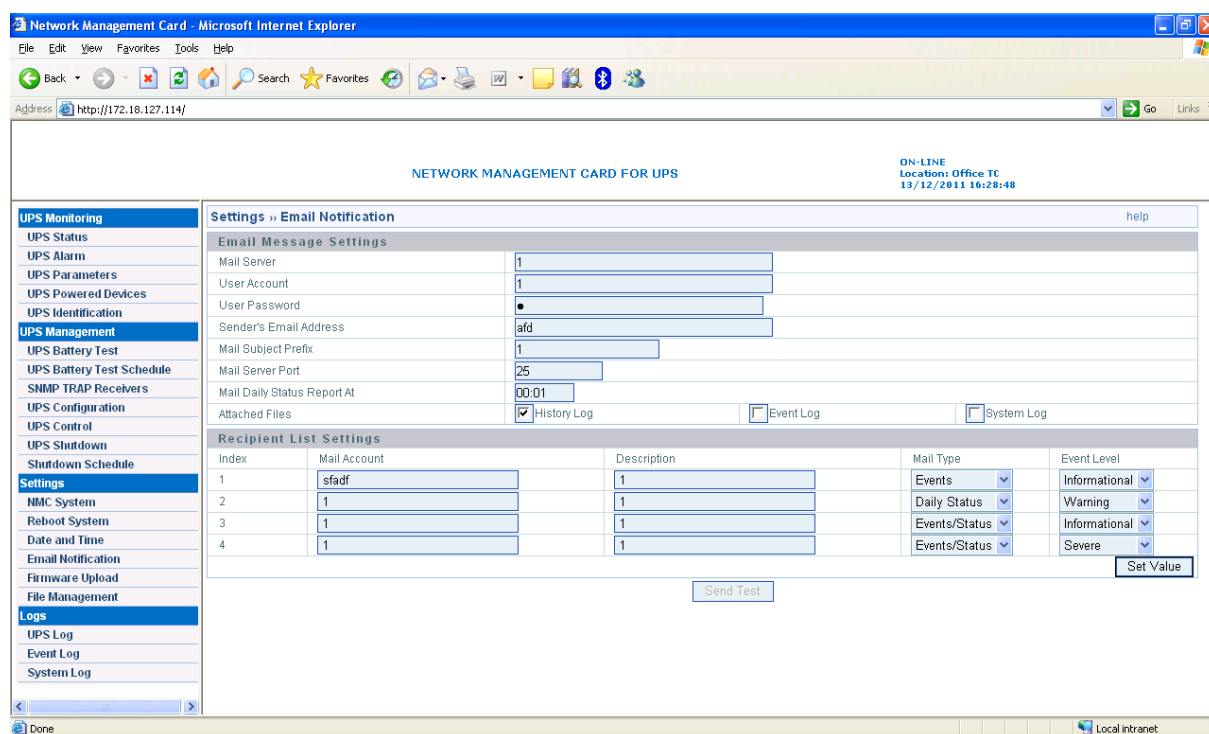 Network Management Card - Microsoft Internet Explorer
File Edit View Favorites Tools Help
Back Search Favorites
Address http://172.18.127.114/ Go Links
NETWORK MANAGEMENT CARD FOR UPS
ON-LINE
Location: Office TC
13/12/2011 16:28:48
UPS Monitoring
UPS Status
UPS Alarm
UPS Parameters
UPS Powered Devices
UPS Identification
UPS Management
UPS Battery Test
UPS Battery Test Schedule
SNMP TRAP Receivers
UPS Configuration
UPS Control
UPS Shutdown
Shutdown Schedule
Settings
NMC System
Reboot System
Date and Time
Email Notification
Firmware Upload
File Management
Logs
UPS Log
Event Log
System Log
Settings » Email Notification help
Email Message Settings
Mail Server 1
User Account 1
User Password ●
Sender's Email Address afd
Mail Subject Prefix 1
Mail Server Port 25
Mail Daily Status Report At 00:01
Attached Files History Log Event Log System Log
Recipient List Settings
Index Mail Account Description Mail Type Event Level
1 sfadf 1 Events Informational
2 1 1 Daily Status Warning
3 1 1 Events/Status Informational
4 1 1 Events/Status Severe
Set Value
Send Test
Done Local intranet